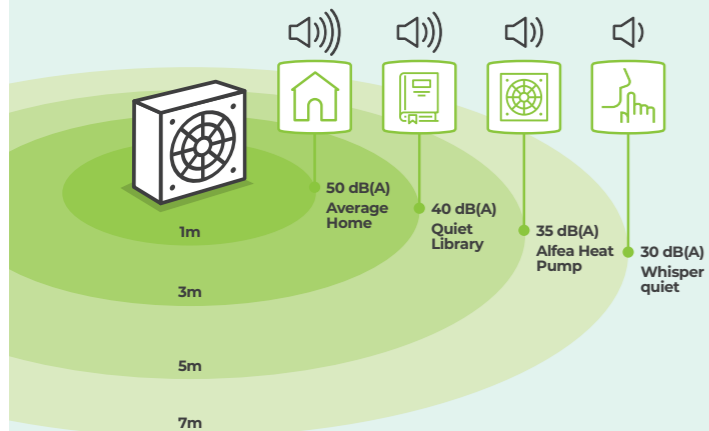 50 dB(A)
Average
Home
40 dB(A)
Quiet
Library
35 dB(A)
Alfea Heat
Pump
30 dB(A)
Whisper
quiet
1m
3m
5m
7m